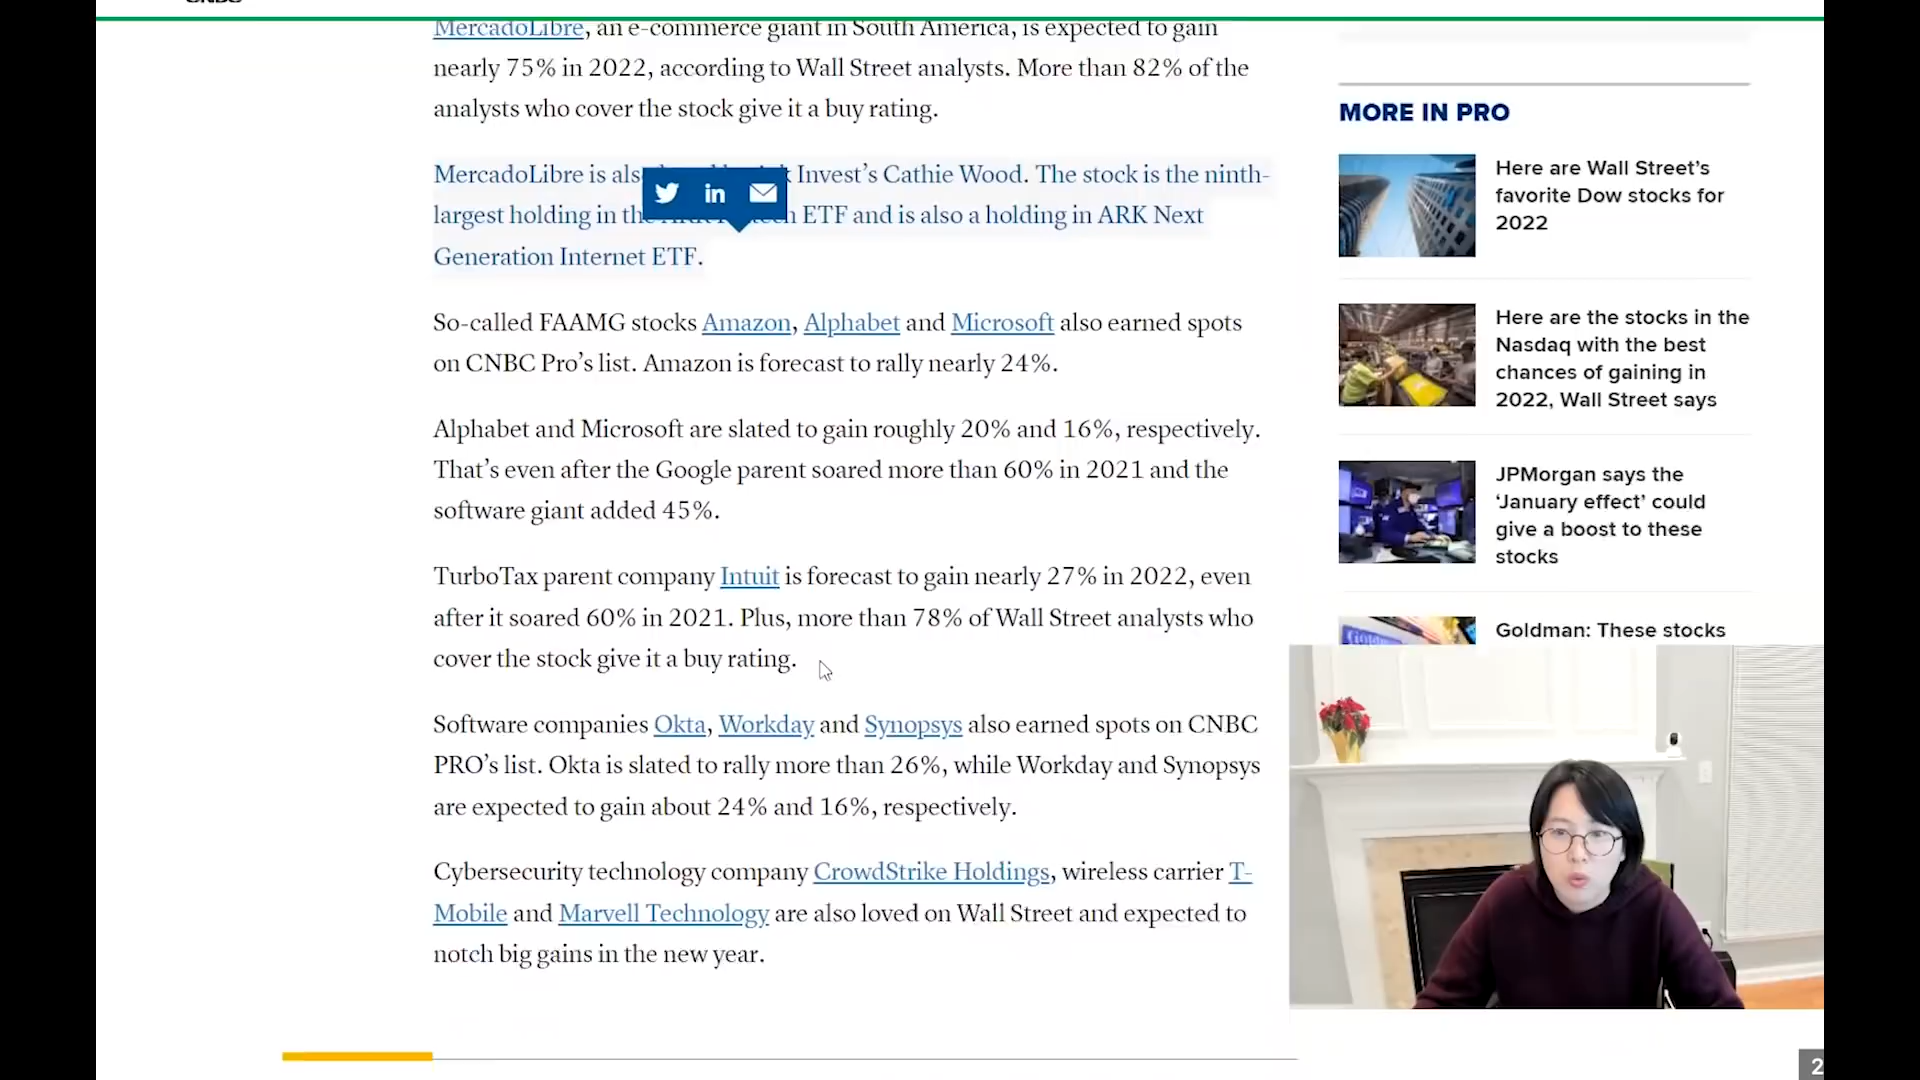 CNBC
MercadoLibre, an e-commerce giant in South America, is expected to gain
nearly 75% in 2022, according to Wall Street analysts. More than 82% of the
analysts who cover the stock give it a buy rating.
MercadoLibre is Invest’s Cathie Wood. The stock is the ninth-
largest holding in ETF and is also a holding in ARK Next
Generation Internet ETF.
in
So-called FAAMG stocks Amazon, Alphabet and Microsoft also earned spots
on CNBC Pro’s list. Amazon is forecast to rally nearly 24%.
Alphabet and Microsoft are slated to gain roughly 20% and 16%, respectively.
That’s even after the Google parent soared more than 60% in 2021 and the
software giant added 45%.
TurboTax parent company Intuit is forecast to gain nearly 27% in 2022, even
after it soared 60% in 2021. Plus, more than 78% of Wall Street analysts who
cover the stock give it a buy rating.
Software companies Okta, Workday and Synopsys also earned spots on CNBC
PRO’s list. Okta is slated to rally more than 26%, while Workday and Synopsys
are expected to gain about 24% and 16%, respectively.
Cybersecurity technology company CrowdStrike Holdings, wireless carrier T-
Mobile and Marvell Technology are also loved on Wall Street and expected to
notch big gains in the new year.
MORE IN PRO
Here are Wall Street’s
favorite Dow stocks for
2022
Here are the stocks in the
Nasdaq with the best
chances of gaining in
2022, Wall Street says
JPMorgan says the
‘January effect’ could
give a boost to these
stocks
Goldman: These stocks
2